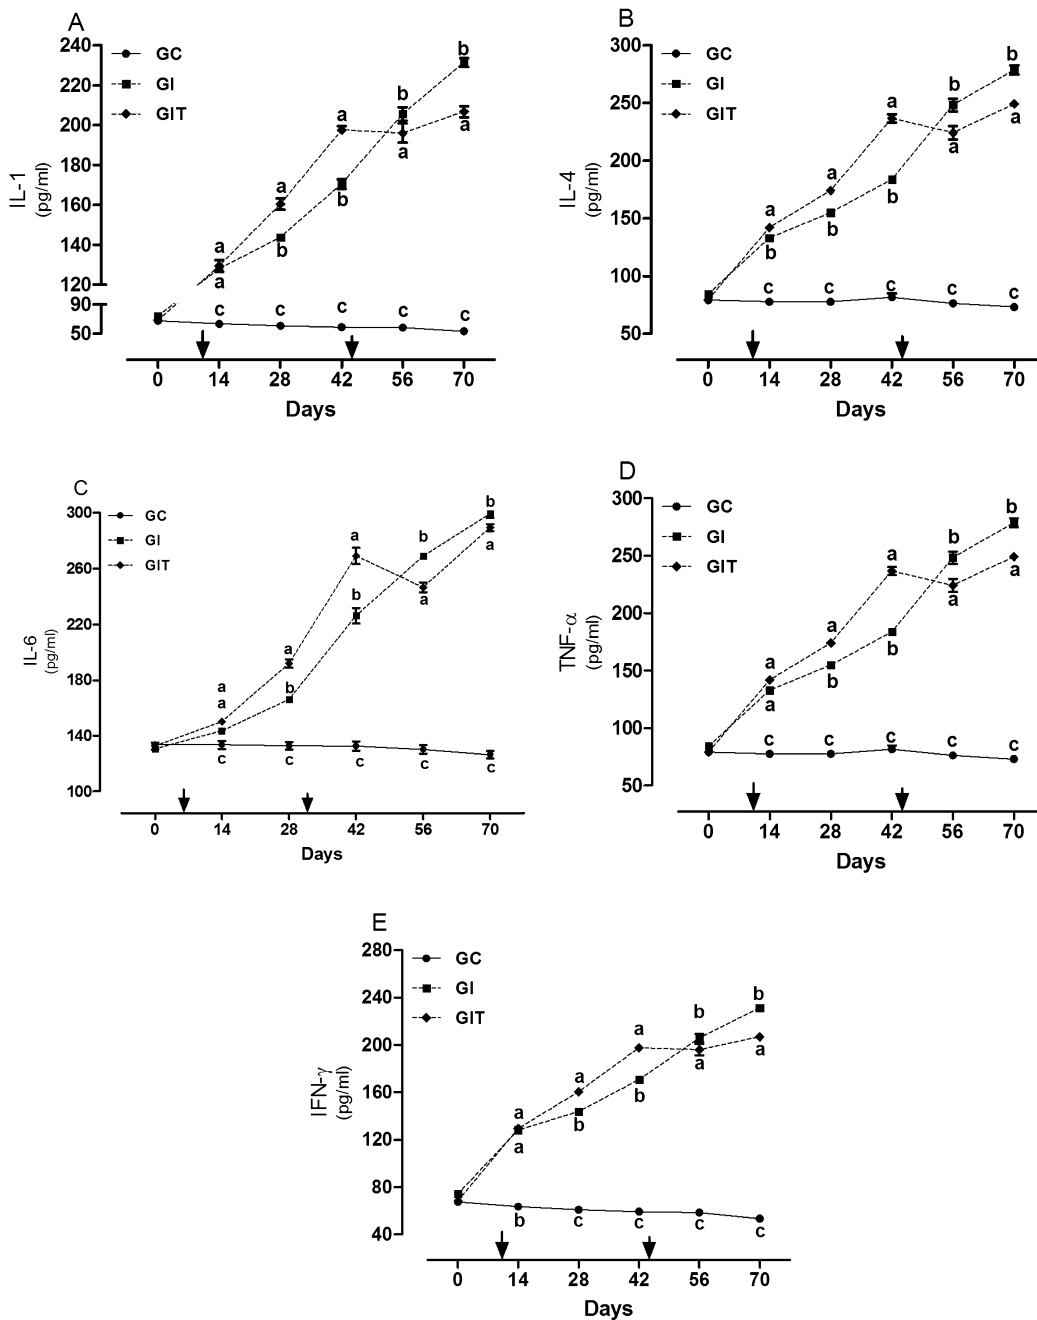 A
240
220
200
180
160
140
120
90
50
IL-1
(pg/ml)
GC
GI
GIT
a
a
a
b
a
b
b
a
b
a
c c c c c
0 14 28 42 56 70
Days
B
300
250
200
150
100
50
IL-4
(pg/ml)
GC
GI
GIT
a
b
a
b
a
b
b
a
b
a
c c c c c
0 14 28 42 56 70
Days
C
300
260
220
180
140
100
IL-6
(pg/ml)
GC
GI
GIT
a
a
a
b
a
b
b
a
b
a
c c c c c
0 14 28 42 56 70
Days
D
300
250
200
150
100
50
TNF-α
(pg/ml)
GC
GI
GIT
a
a
a
b
a
b
b
a
b
a
c c c c c
0 14 28 42 56 70
Days
E
280
240
200
160
120
80
40
IFN-γ
(pg/ml)
GC
GI
GIT
a
a
a
b
a
b
b
a
b
a
b c c c c
0 14 28 42 56 70
Days